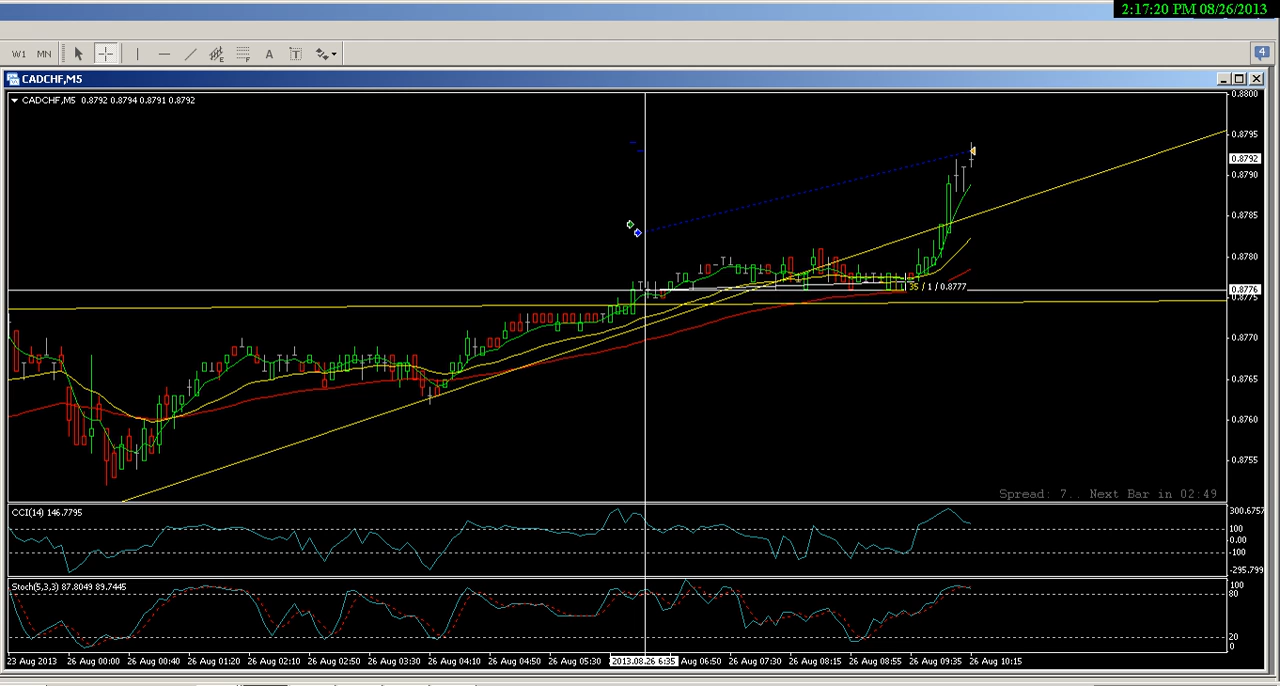 2:17:20 PM 08/26/2013
W1 MN A T 4
CADCHF,M5
CADCHF,M5 0.8792 0.8794 0.8791 0.8792
0.8800
0.8795
0.8792
0.8790
0.8785
0.8780
35 / 1 / 0.8777
0.8776
0.8775
0.8770
0.8765
0.8760
0.8755
Spread: 7.. Next Bar in 02:49
CCI(14) 146.7795
300.6757
100
0.00
-100
-295.799
Stoch(5,3,3) 87.8049 89.7445
100
80
20
0
23 Aug 2013 26 Aug 00:00 26 Aug 00:40 26 Aug 01:20 26 Aug 02:10 26 Aug 02:50 26 Aug 03:30 26 Aug 04:10 26 Aug 04:50 26 Aug 05:30 2013.08.26 6:35 Aug 06:50 26 Aug 07:30 26 Aug 08:15 26 Aug 08:55 26 Aug 09:35 26 Aug 10:15